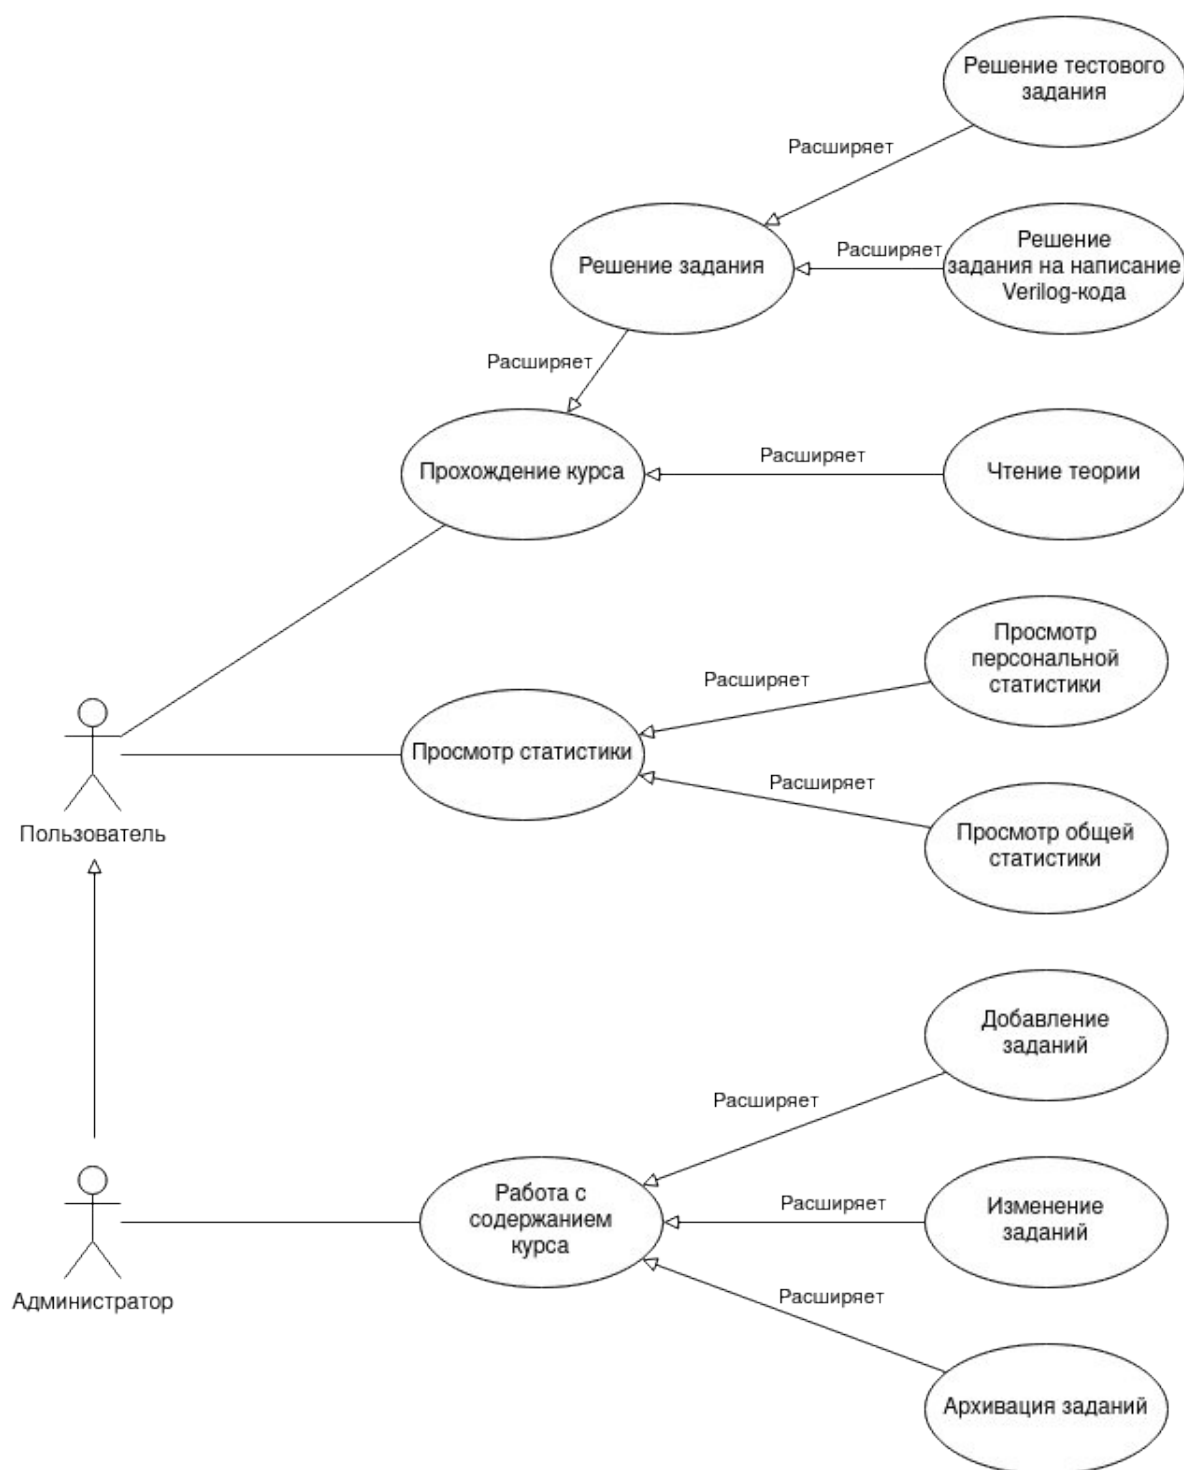 Решение тестового
задания
Расширяет
Решение задания
Расширяет
Решение
задания на написание
Verilog-кода
Расширяет
Прохождение курса
Расширяет
Чтение теории
Просмотр
персональной
статистики
Расширяет
Просмотр статистики
Расширяет
Просмотр общей
статистики
Пользователь
Добавление
заданий
Расширяет
Работа с
содержанием
курса
Расширяет
Изменение
заданий
Администратор
Расширяет
Архивация заданий